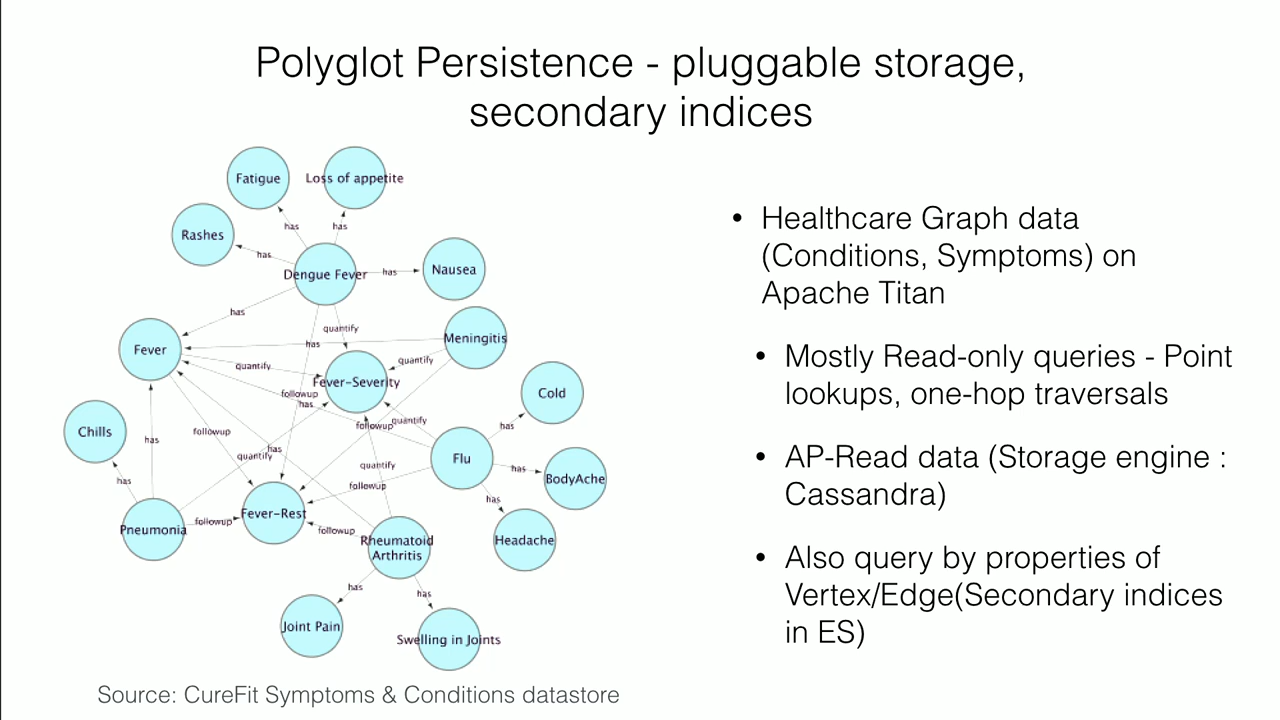 Polyglot Persistence - pluggable storage,
secondary indices
Fatigue
Loss of appetite
has
has
Rashes
has
Dengue Fever
has
Nausea
has
quantify
Meningitis
has
Fever
quantify
quantify
Fever-Severity
followup
has
Cold
followup
quantify
has
Chills
followup
has
has
quantify
Flu
quantify
has
BodyAche
has
followup
has
Pneumonia
followup
Fever-Rest
followup
Rheumatoid
Arthritis
Headache
has
has
Joint Pain
Swelling in Joints
Source: CureFit Symptoms & Conditions datastore
• Healthcare Graph data
(Conditions, Symptoms) on
Apache Titan
• Mostly Read-only queries - Point
lookups, one-hop traversals
• AP-Read data (Storage engine :
Cassandra)
• Also query by properties of
Vertex/Edge(Secondary indices
in ES)